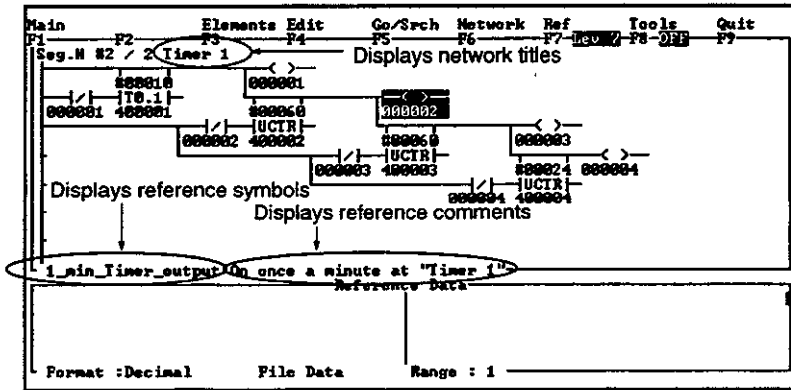 Main Elements Edit Go/Srch Network Ref Tools Quit
F1 F2 F3 F4 F5 F6 F7 Lev 2 F8 OFF F9
Seg.# #2 / 2 Timer 1 Displays network titles
#00010 000001
T0.1 000002
000001 400001 #00060
UCTR #00060 000003
000002 400002 UCTR
000003 400003 #00024 000004
UCTR
Displays reference symbols 000004 400004
Displays reference comments
1_min_Timer_output On once a minute at "Timer 1"
Reference Data
Format :Decimal File Data Range : 1